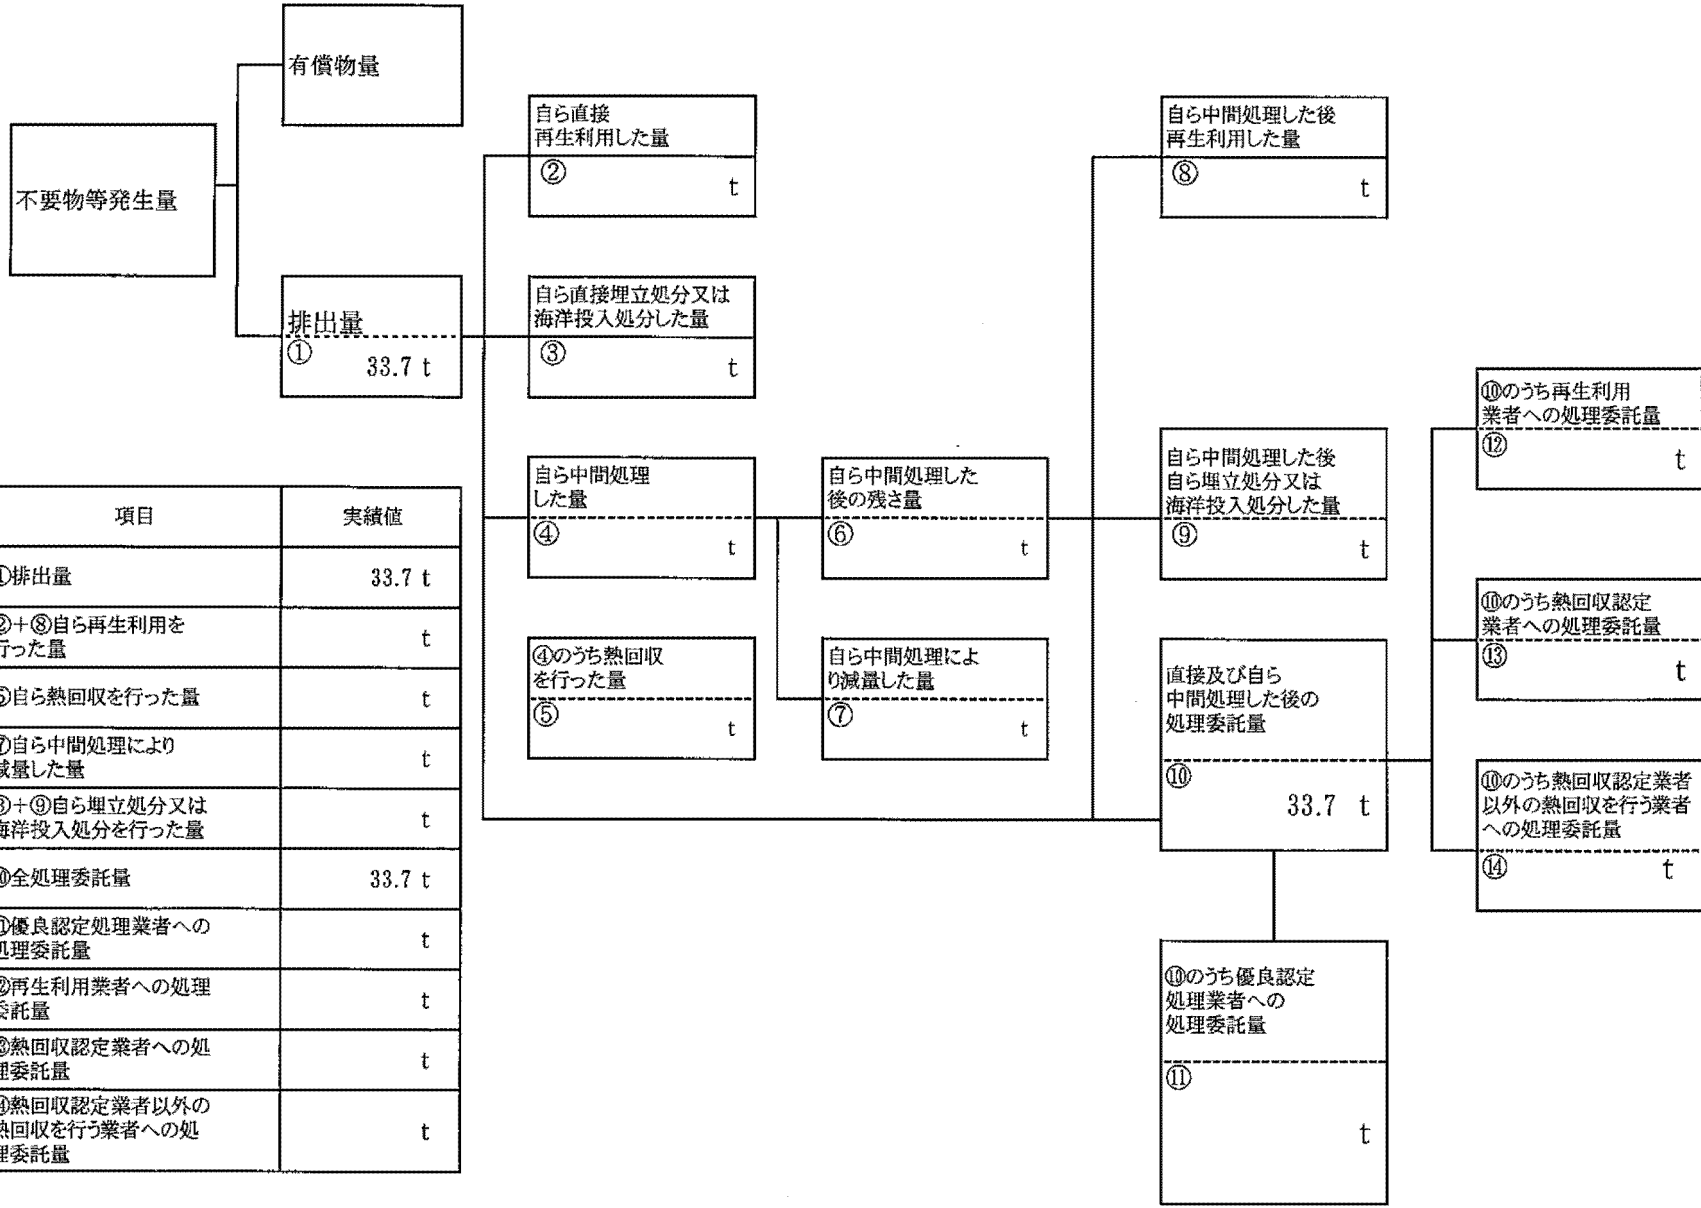 有償物量
不要物等発生量
排出量
①
33.7 t
自ら直接
再生利用した量
②
t
自ら直接埋立処分又は
海洋投入処分した量
③
t
自ら中間処理
した量
④
t
④のうち熱回収
を行った量
⑤
t
自ら中間処理した
後の残さ量
⑥
t
自ら中間処理によ
り減量した量
⑦
t
自ら中間処理した後
再生利用した量
⑧
t
自ら中間処理した後
自ら埋立処分又は
海洋投入処分した量
⑨
t
直接及び自ら
中間処理した後の
処理委託量
⑩
33.7 t
⑩のうち優良認定
処理業者への
処理委託量
⑪
t
⑩のうち再生利用
業者への処理委託量
⑫
t
⑩のうち熱回収認定
業者への処理委託量
⑬
t
⑩のうち熱回収認定業者
以外の熱回収を行う業者
への処理委託量
⑭
t
項目 実績値
①排出量 33.7 t
②+⑧自ら再生利用を
行った量 t
⑤自ら熱回収を行った量 t
⑦自ら中間処理により
減量した量 t
③+⑨自ら埋立処分又は
海洋投入処分を行った量 t
⑩全処理委託量 33.7 t
⑪優良認定処理業者への
処理委託量 t
⑫再生利用業者への処理
委託量 t
⑬熱回収認定業者への処
理委託量 t
⑭熱回収認定業者以外の
熱回収を行う業者への処
理委託量 t